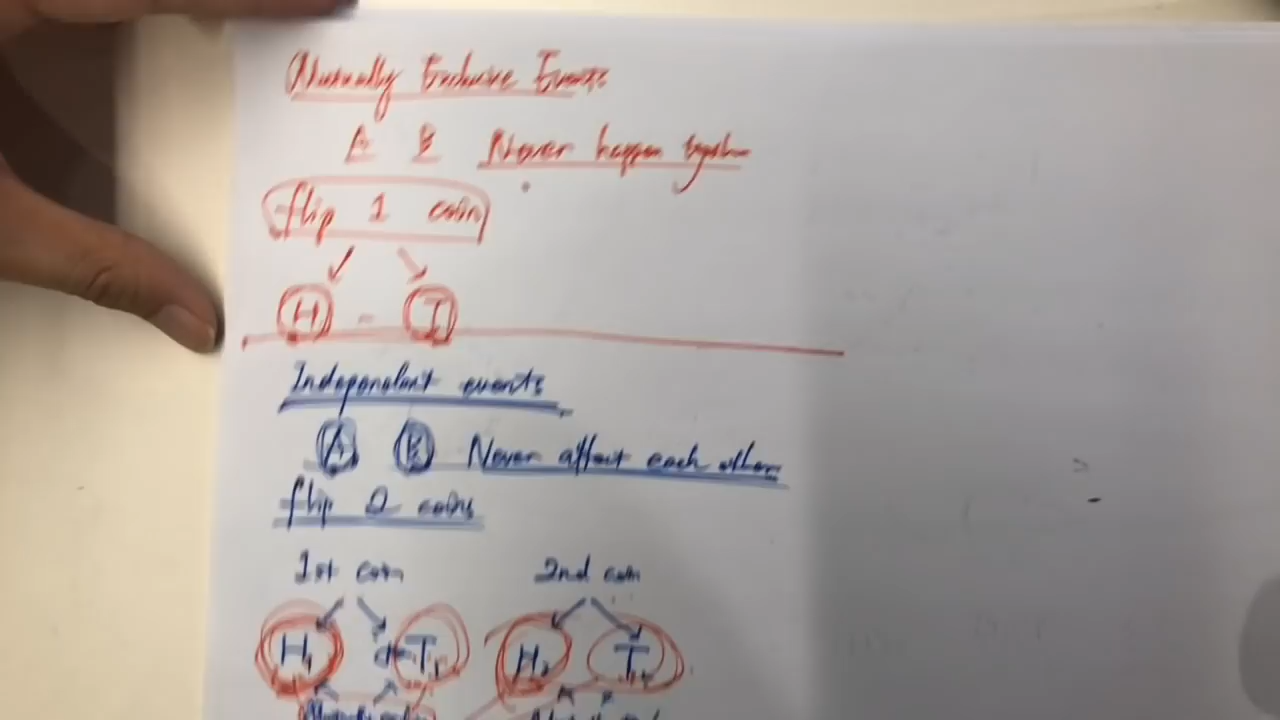 Mutually Exclusive Events
A B Never happen together
flip 1 coin
H - T
Independent events
A B Never affect each other
flip 2 coins
1st coin 2nd coin
H₁ T₁ H₂ T₂